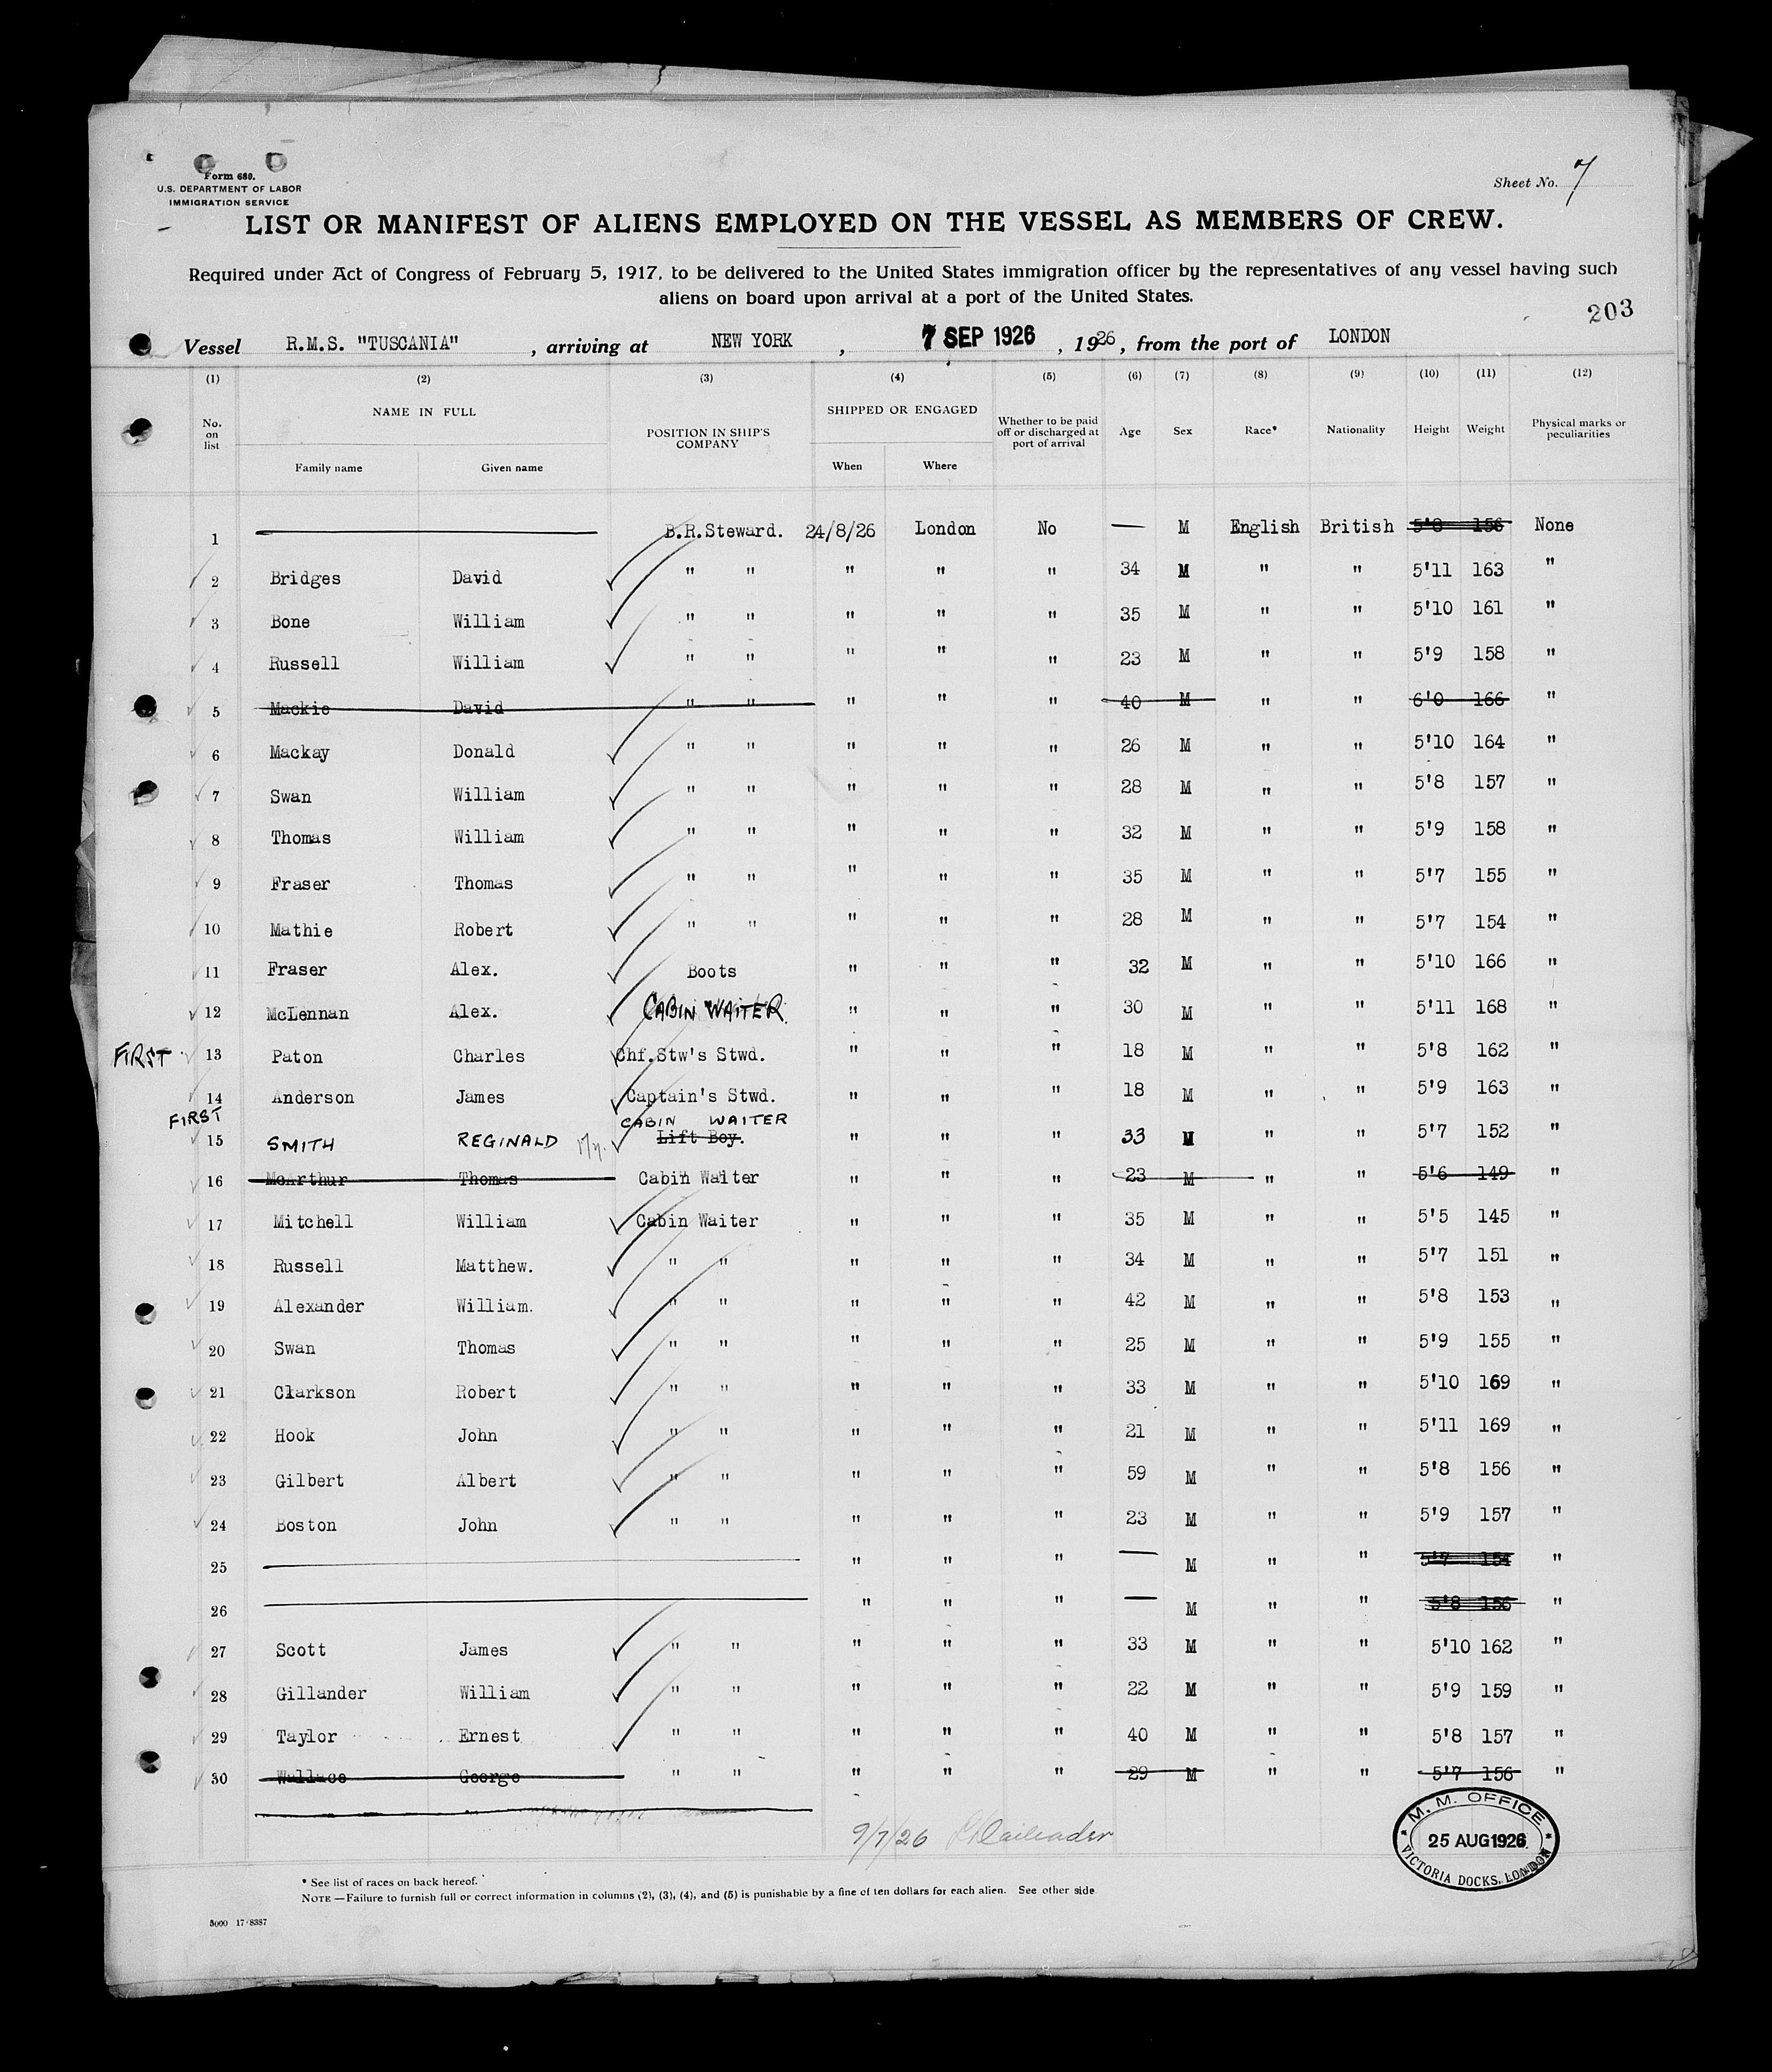 Form 680.
U.S. DEPARTMENT OF LABOR
IMMIGRATION SERVICE
Sheet No. 7
LIST OR MANIFEST OF ALIENS EMPLOYED ON THE VESSEL AS MEMBERS OF CREW.
Required under Act of Congress of February 5, 1917, to be delivered to the United States immigration officer by the representatives of any vessel having such
aliens on board upon arrival at a port of the United States.
203
Vessel R.M.S. "TUSCANIA" , arriving at NEW YORK , 7 SEP 1926 , 1926 , from the port of LONDON
(1) (2) (3) (4) (5) (6) (7) (8) (9) (10) (11) (12)
No. on list NAME IN FULL Family name Given name POSITION IN SHIP'S COMPANY SHIPPED OR ENGAGED When Where Whether to be paid off or discharged at port of arrival Age Sex Race* Nationality Height Weight Physical marks or peculiarities
1 B.R.Steward. 24/8/26 London No — M English British 5'8 156 None
2 Bridges David " " " " " 34 M " " 5'11 163 "
3 Bone William " " " " " 35 M " " 5'10 161 "
4 Russell William " " " " " 23 M " " 5'9 158 "
5 Mackie David " " " " " 40 M " " 6'0 166 "
6 Mackay Donald " " " " " 26 M " " 5'10 164 "
7 Swan William " " " " " 28 M " " 5'8 157 "
8 Thomas William " " " " " 32 M " " 5'9 158 "
9 Fraser Thomas " " " " " 35 M " " 5'7 155 "
10 Mathie Robert " " " " " 28 M " " 5'7 154 "
11 Fraser Alex. Boots " " " 32 M " " 5'10 166 "
12 McLennan Alex. CABIN WAITER. " " " 30 M " " 5'11 168 "
FIRST 13 Paton Charles Chf.Stw's Stwd. " " " 18 M " " 5'8 162 "
14 Anderson James Captain's Stwd. " " " 18 M " " 5'9 163 "
FIRST CABIN WAITER
15 SMITH REGINALD Lift Boy. " " " 33 M " " 5'7 152 "
16 McArthur Thomas Cabin Waiter " " " 23 M " " 5'6 149 "
17 Mitchell William Cabin Waiter " " " 35 M " " 5'5 145 "
18 Russell Matthew. " " " " " 34 M " " 5'7 151 "
19 Alexander William. " " " " " 42 M " " 5'8 153 "
20 Swan Thomas " " " " " 25 M " " 5'9 155 "
21 Clarkson Robert " " " " " 33 M " " 5'10 169 "
22 Hook John " " " " " 21 M " " 5'11 169 "
23 Gilbert Albert " " " " " 59 M " " 5'8 156 "
24 Boston John " " " " " 23 M " " 5'9 157 "
25 " " " — M " " 5'7 154 "
26 " " " — M " " 5'8 156 "
27 Scott James " " " " " 33 M " " 5'10 162 "
28 Gillander William " " " " " 22 M " " 5'9 159 "
29 Taylor Ernest " " " " " 40 M " " 5'8 157 "
30 Wallace George " " " " " 29 M " " 5'7 156 "
9/7/26
M. M. OFFICE
25 AUG 1926
VICTORIA DOCKS, LONDON
* See list of races on back hereof.
NOTE—Failure to furnish full or correct information in columns (2), (3), (4), and (5) is punishable by a fine of ten dollars for each alien. See other side
5000 17-8387